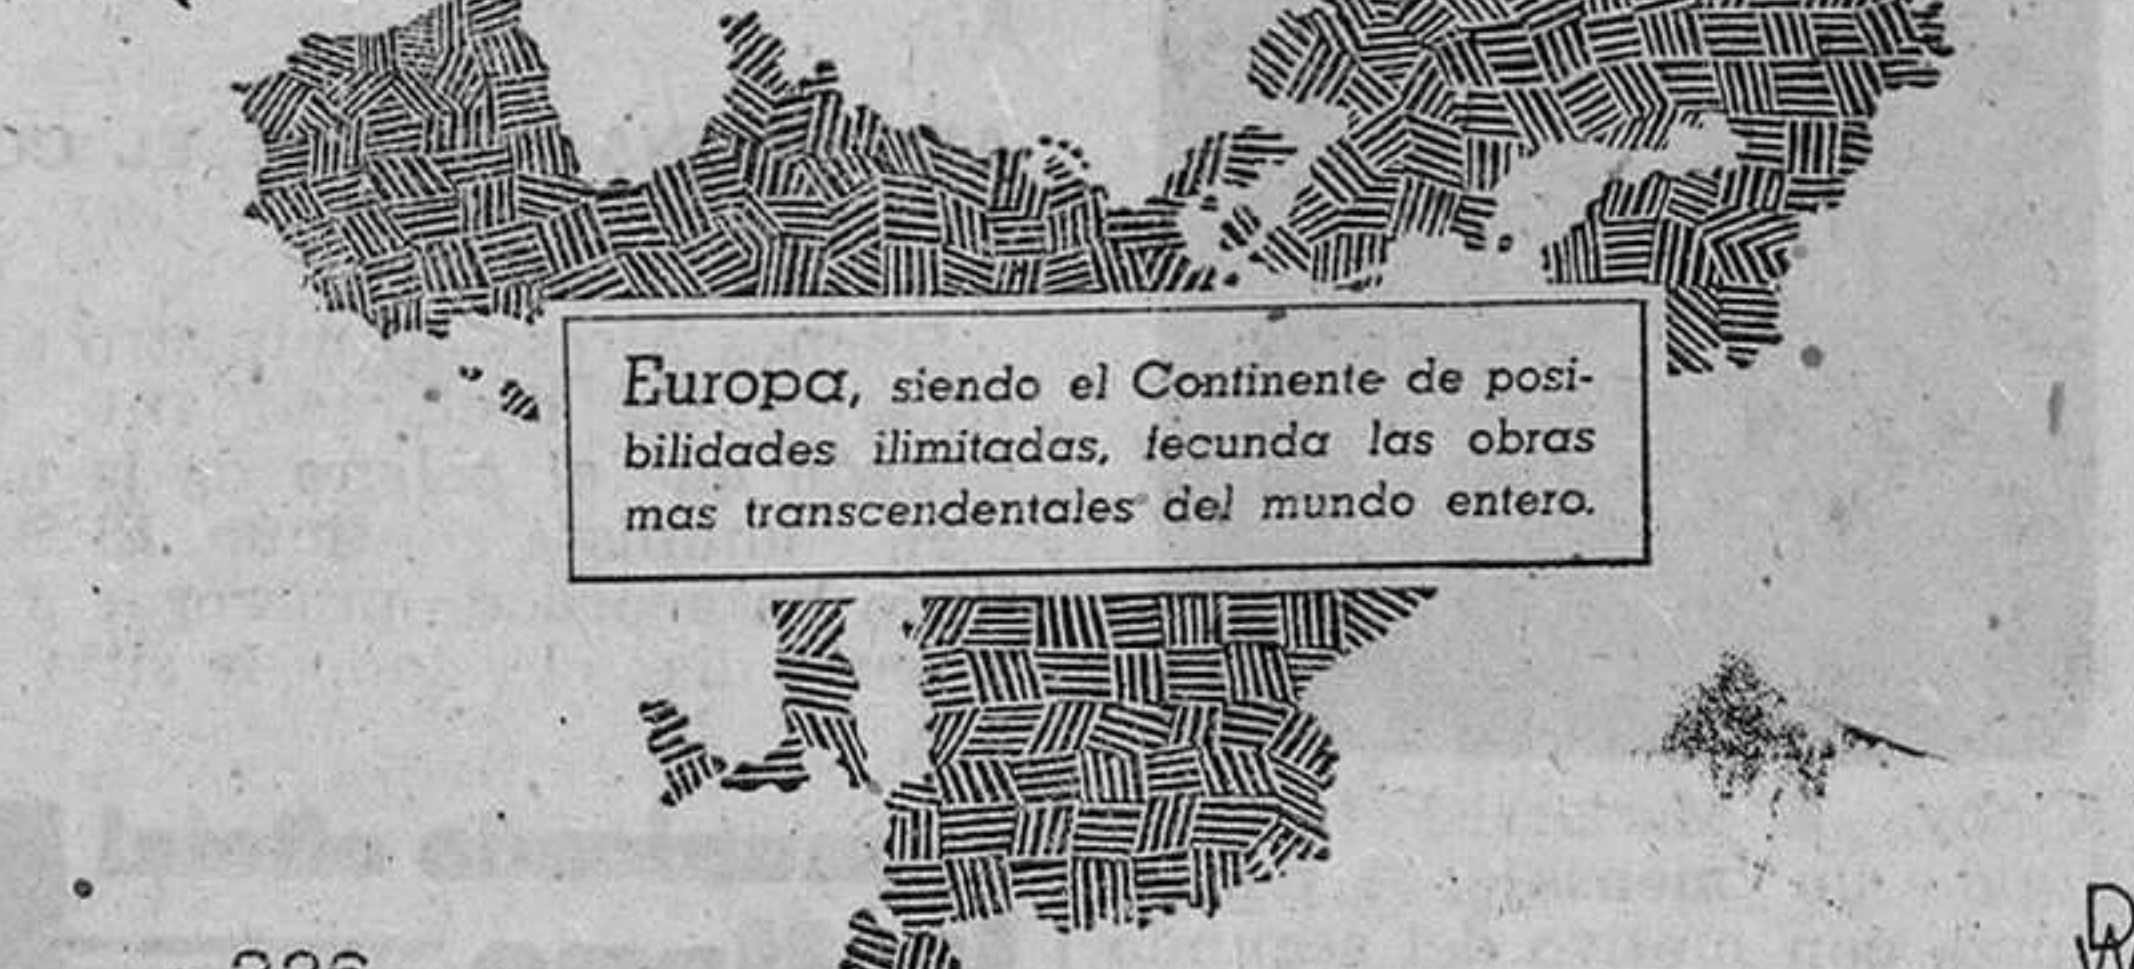 Europa, siendo el Continente de posi-
bilidades ilimitadas, fecunda las obras
mas transcendentales del mundo entero.